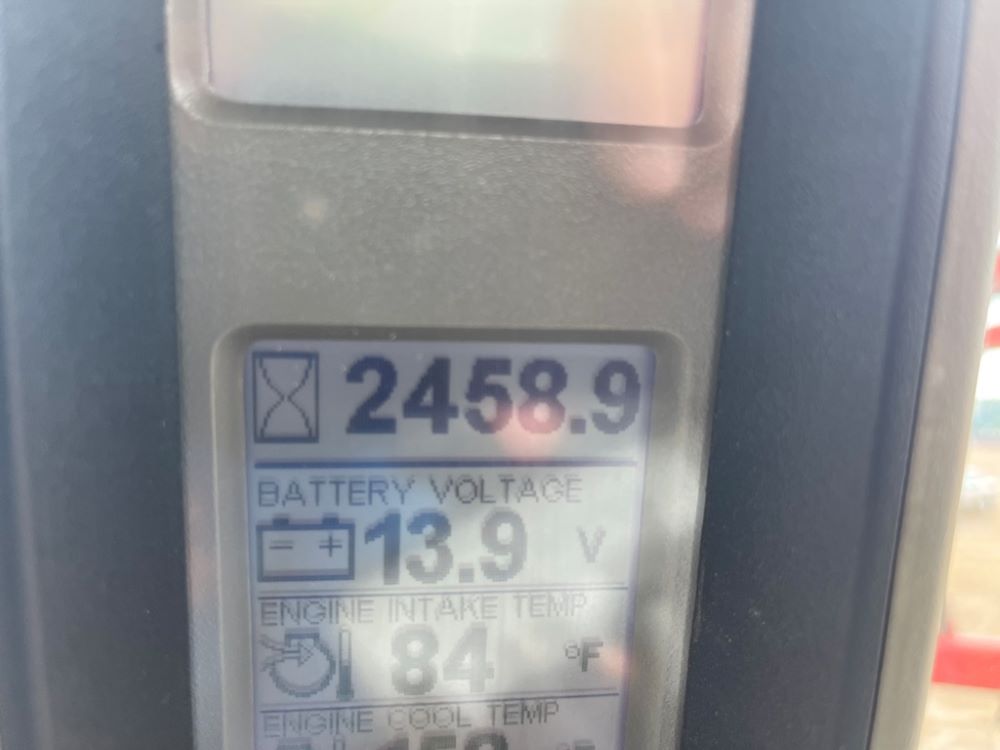 2458.9
BATTERY VOLTAGE
- + 13.9 V
ENGINE INTAKE TEMP
84 °F
ENGINE COOL TEMP